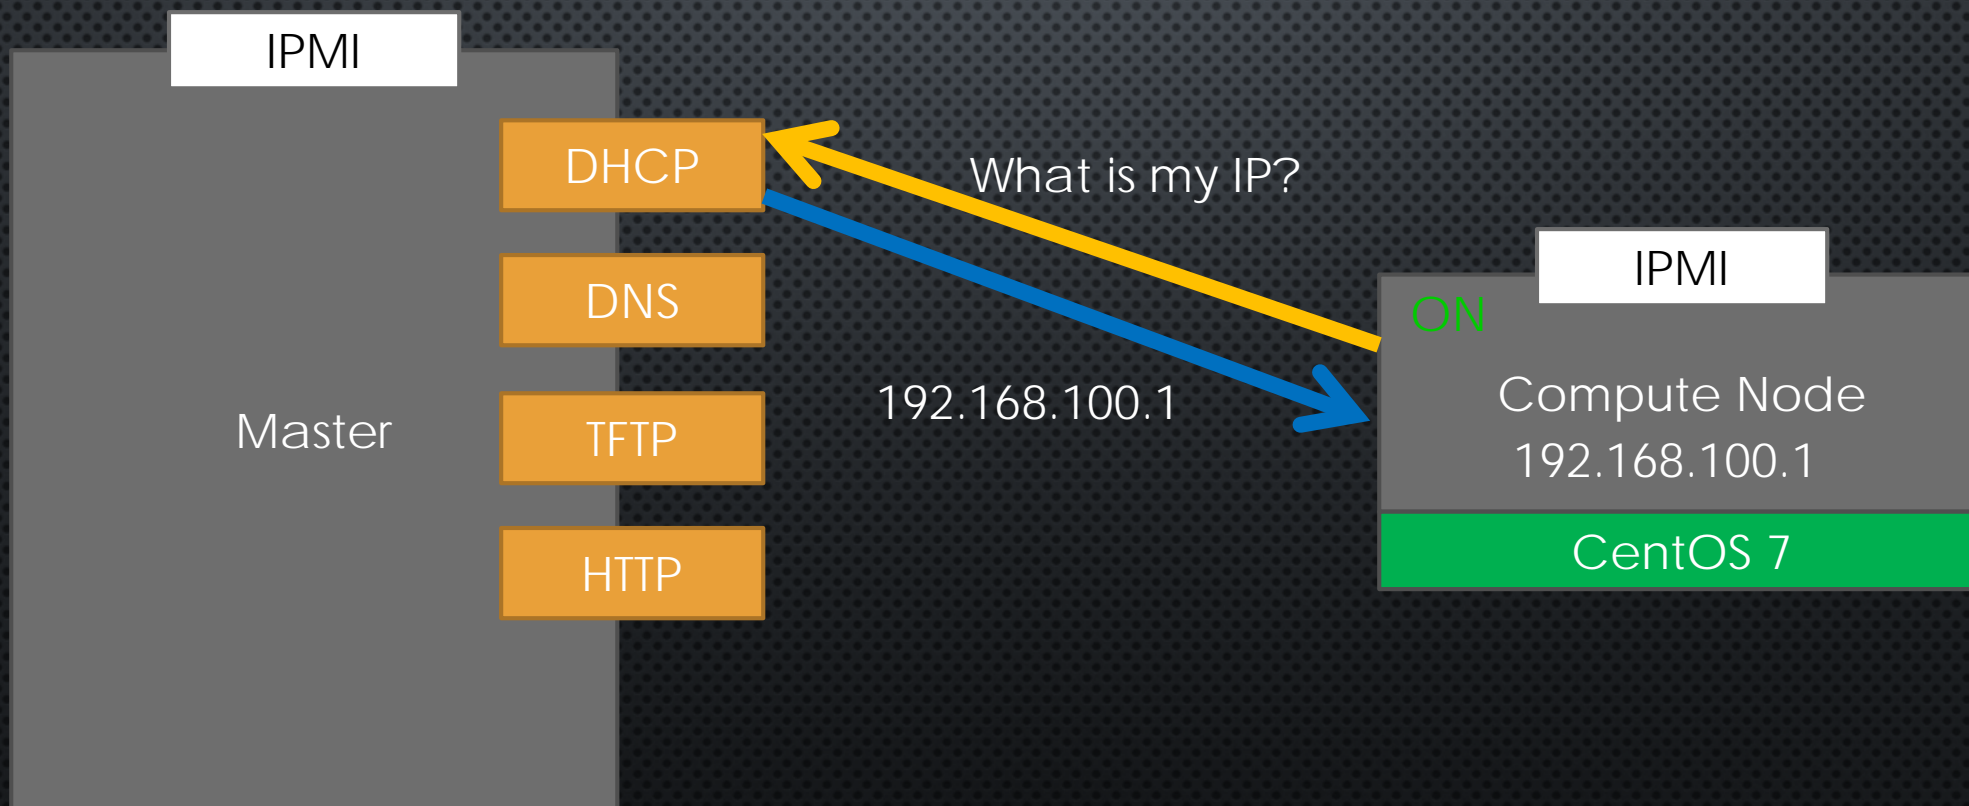 IPMI
DHCP
What is my IP?
DNS
IPMI
ON
Master
TFTP
192.168.100.1
Compute Node
192.168.100.1
HTTP
CentOS 7